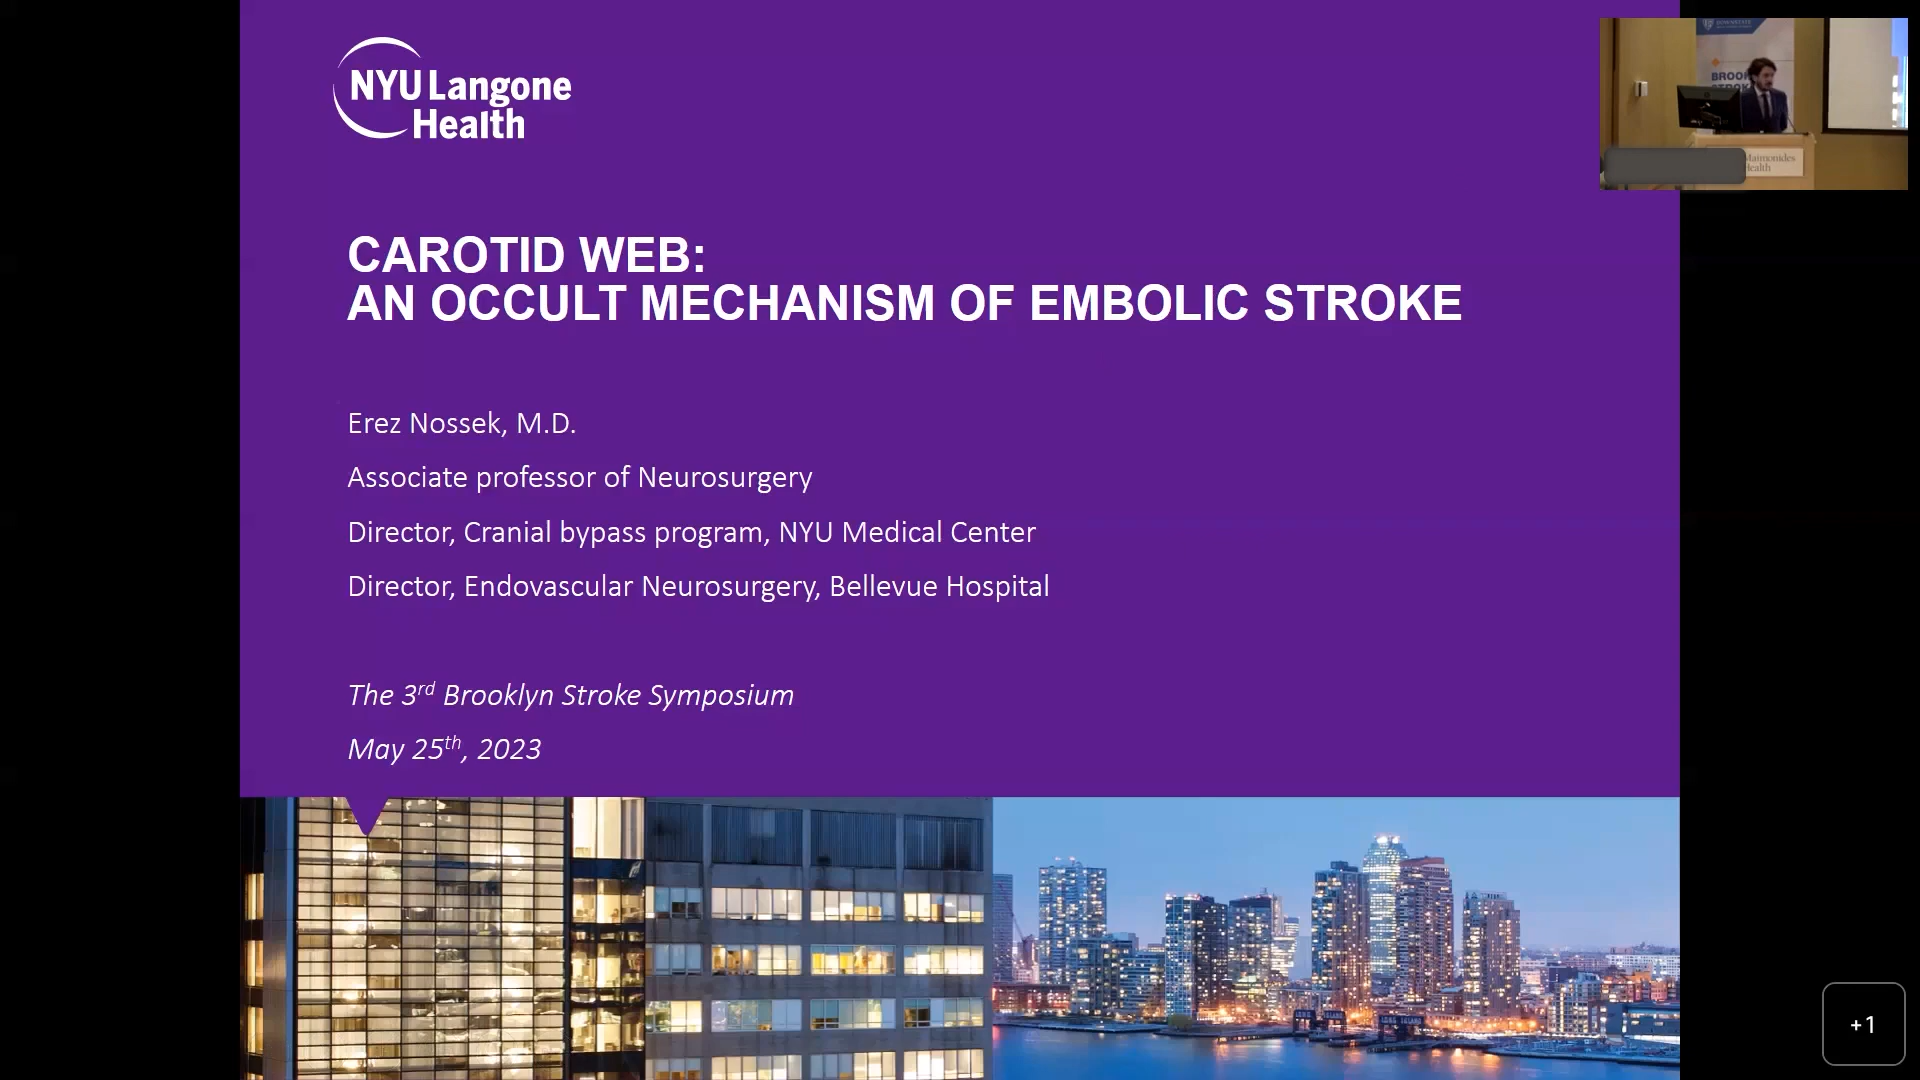 NYU Langone
Health
CAROTID WEB:
AN OCCULT MECHANISM OF EMBOLIC STROKE
Erez Nossek, M.D.
Associate professor of Neurosurgery
Director, Cranial bypass program, NYU Medical Center
Director, Endovascular Neurosurgery, Bellevue Hospital
The 3rd Brooklyn Stroke Symposium
May 25th, 2023
Maimonides
Health
+1